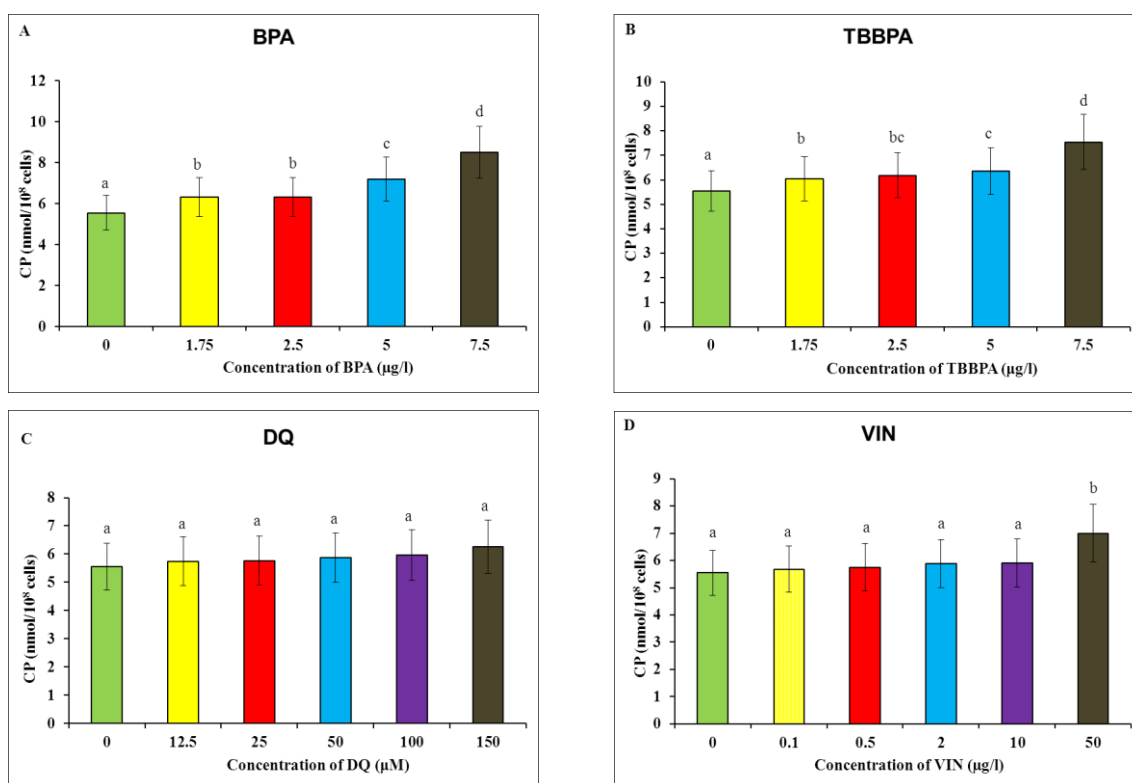 A
BPA
12
10
8
6
4
2
0
CP (nmol/10⁸ cells)
a
b
b
c
d
0 1.75 2.5 5 7.5
Concentration of BPA (µg/l)
B
TBBPA
10
9
8
7
6
5
4
3
2
1
0
CP (nmol/10⁸ cells)
a
b
bc
c
d
0 1.75 2.5 5 7.5
Concentration of TBBPA (µg/l)
C
DQ
8
7
6
5
4
3
2
1
0
CP (nmol/10⁸ cells)
a
a
a
a
a
a
0 12.5 25 50 100 150
Concentration of DQ (µM)
D
VIN
9
8
7
6
5
4
3
2
1
0
CP (nmol/10⁸ cells)
a
a
a
a
a
b
0 0.1 0.5 2 10 50
Concentration of VIN (µg/l)